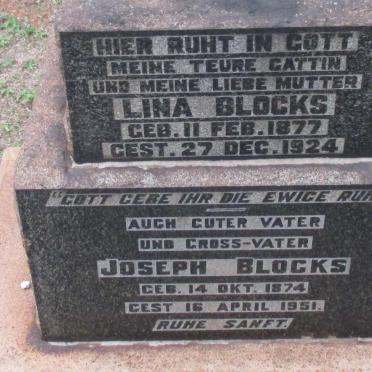 HIER RUHT IN GOTT
MEINE TEURE GATTIN
UND MEINE LIEBE MUTTER
LINA BLOCKS
GEB. 11 FEB. 1877
GEST. 27 DEC. 1924
"GOTT GEBE IHR DIE EWIGE RUH
AUCH GUTER VATER
UND GROSS-VATER
JOSEPH BLOCKS
GEB. 14 OKT. 1874
GEST 16 APRIL 1951.
RUHE SANFT.